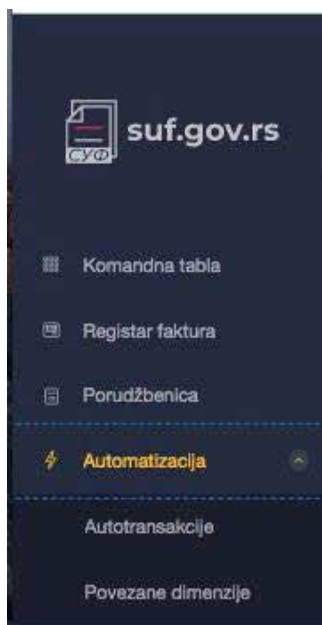 suf.gov.rs
СУФ
Komandna tabla
Registar faktura
Porudžbenica
Automatizacija
Autotransakcije
Povezane dimenzije